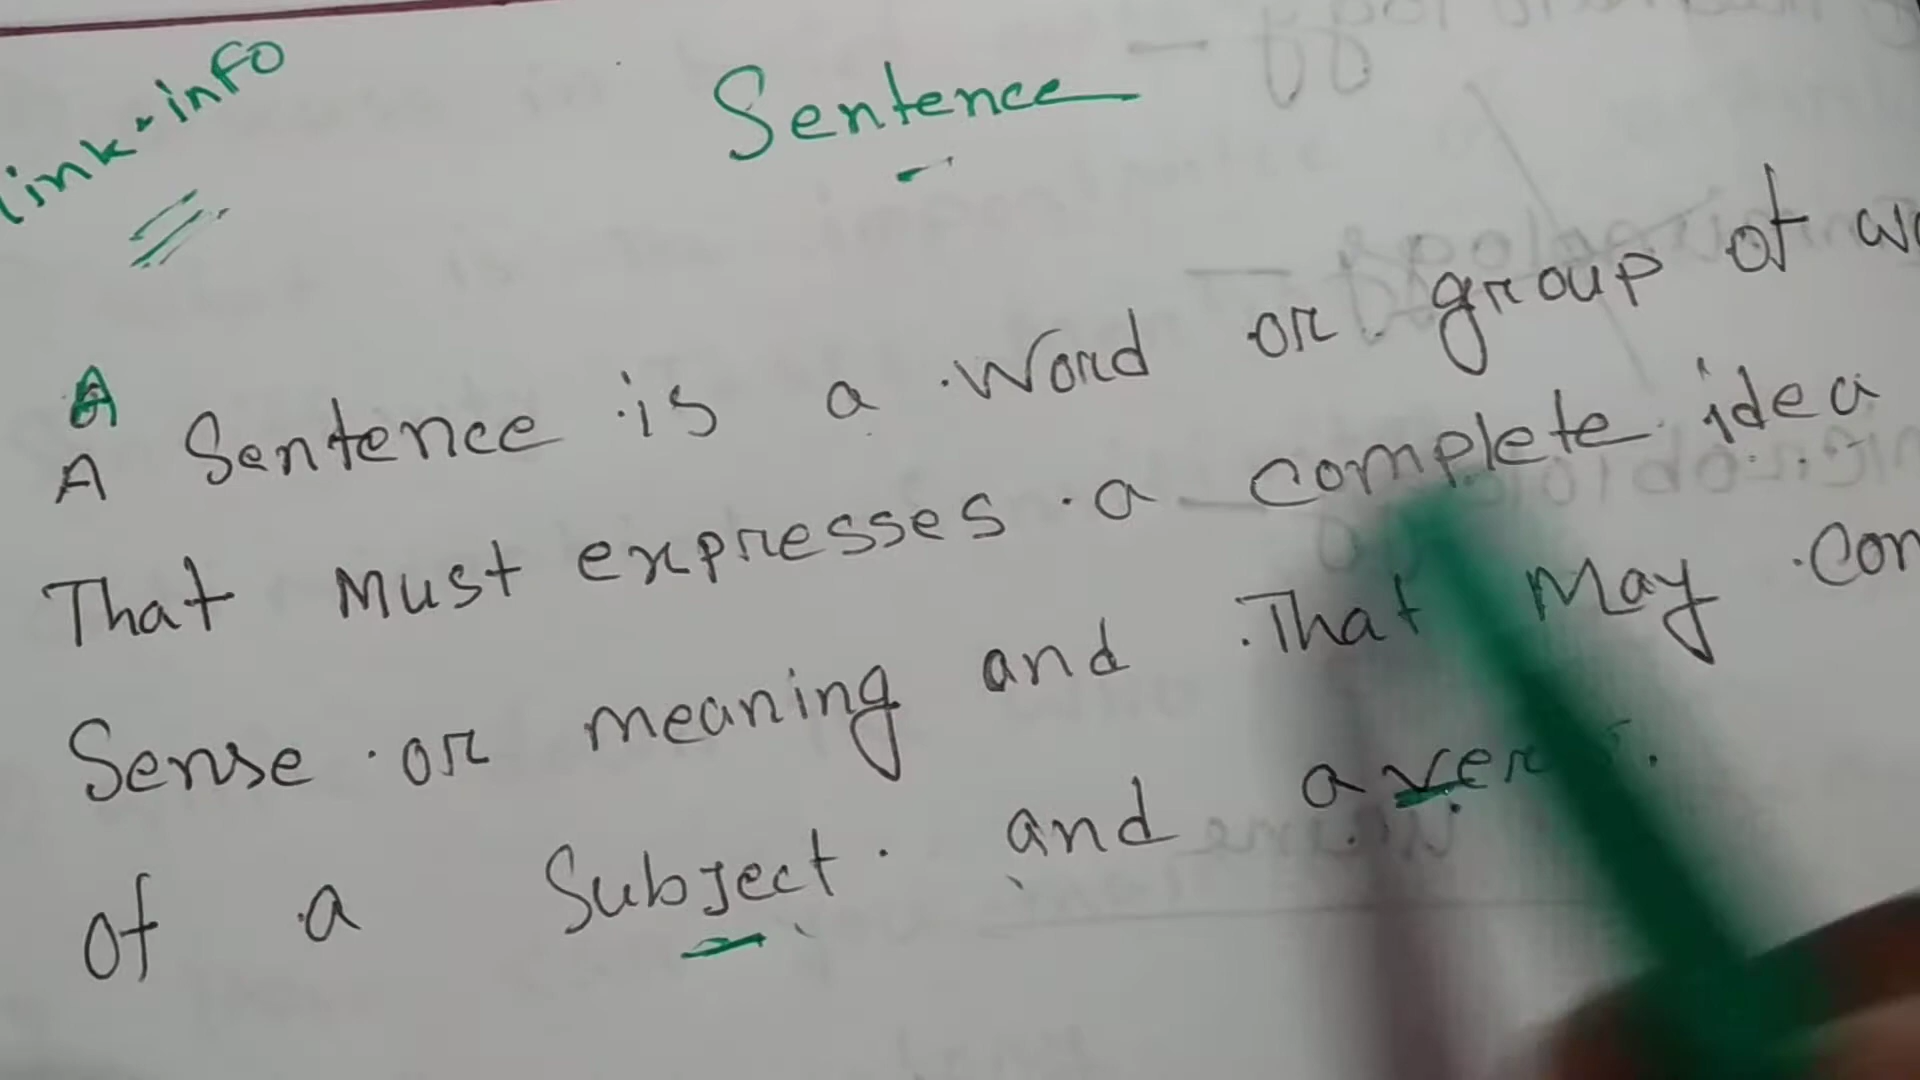 link.info
Sentence
A
A Sentence is a Word or group of
That Must expresses a complete idea
Sense or meaning and That May
of a Subject and a